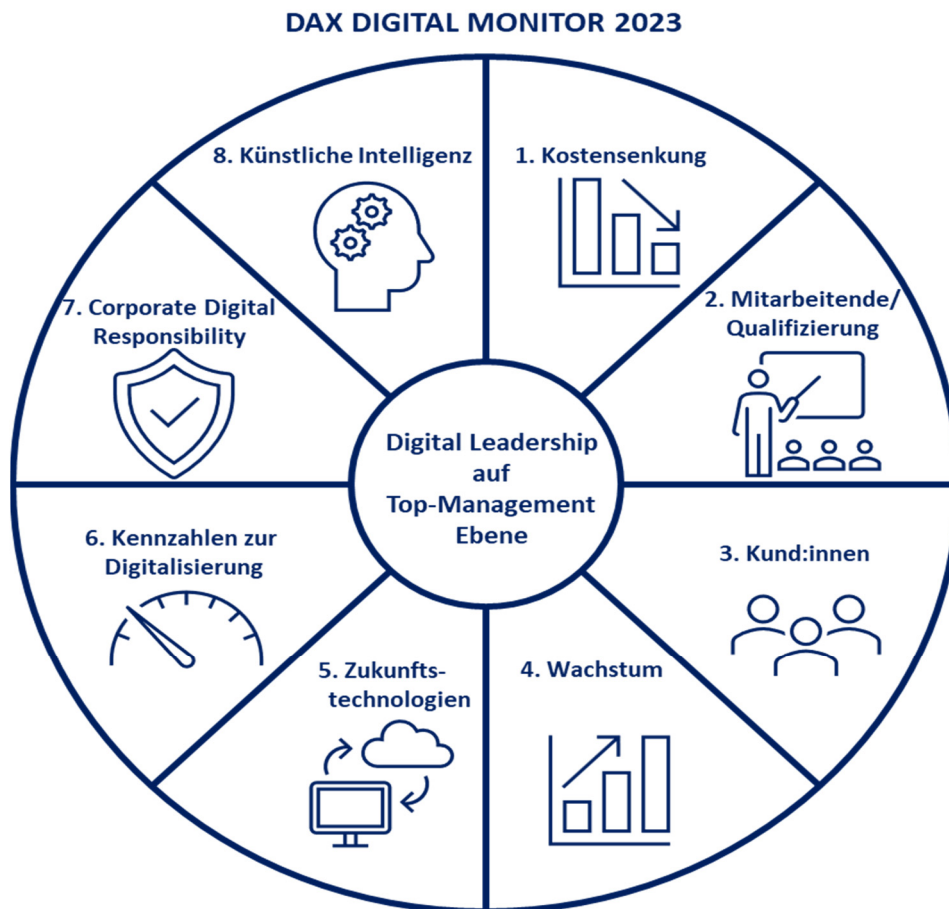 DAX DIGITAL MONITOR 2023
8. Künstliche Intelligenz
1. Kostensenkung
2. Mitarbeitende/
Qualifizierung
3. Kund:innen
4. Wachstum
5. Zukunfts-
technologien
6. Kennzahlen zur
Digitalisierung
7. Corporate Digital
Responsibility
Digital Leadership
auf
Top-Management
Ebene